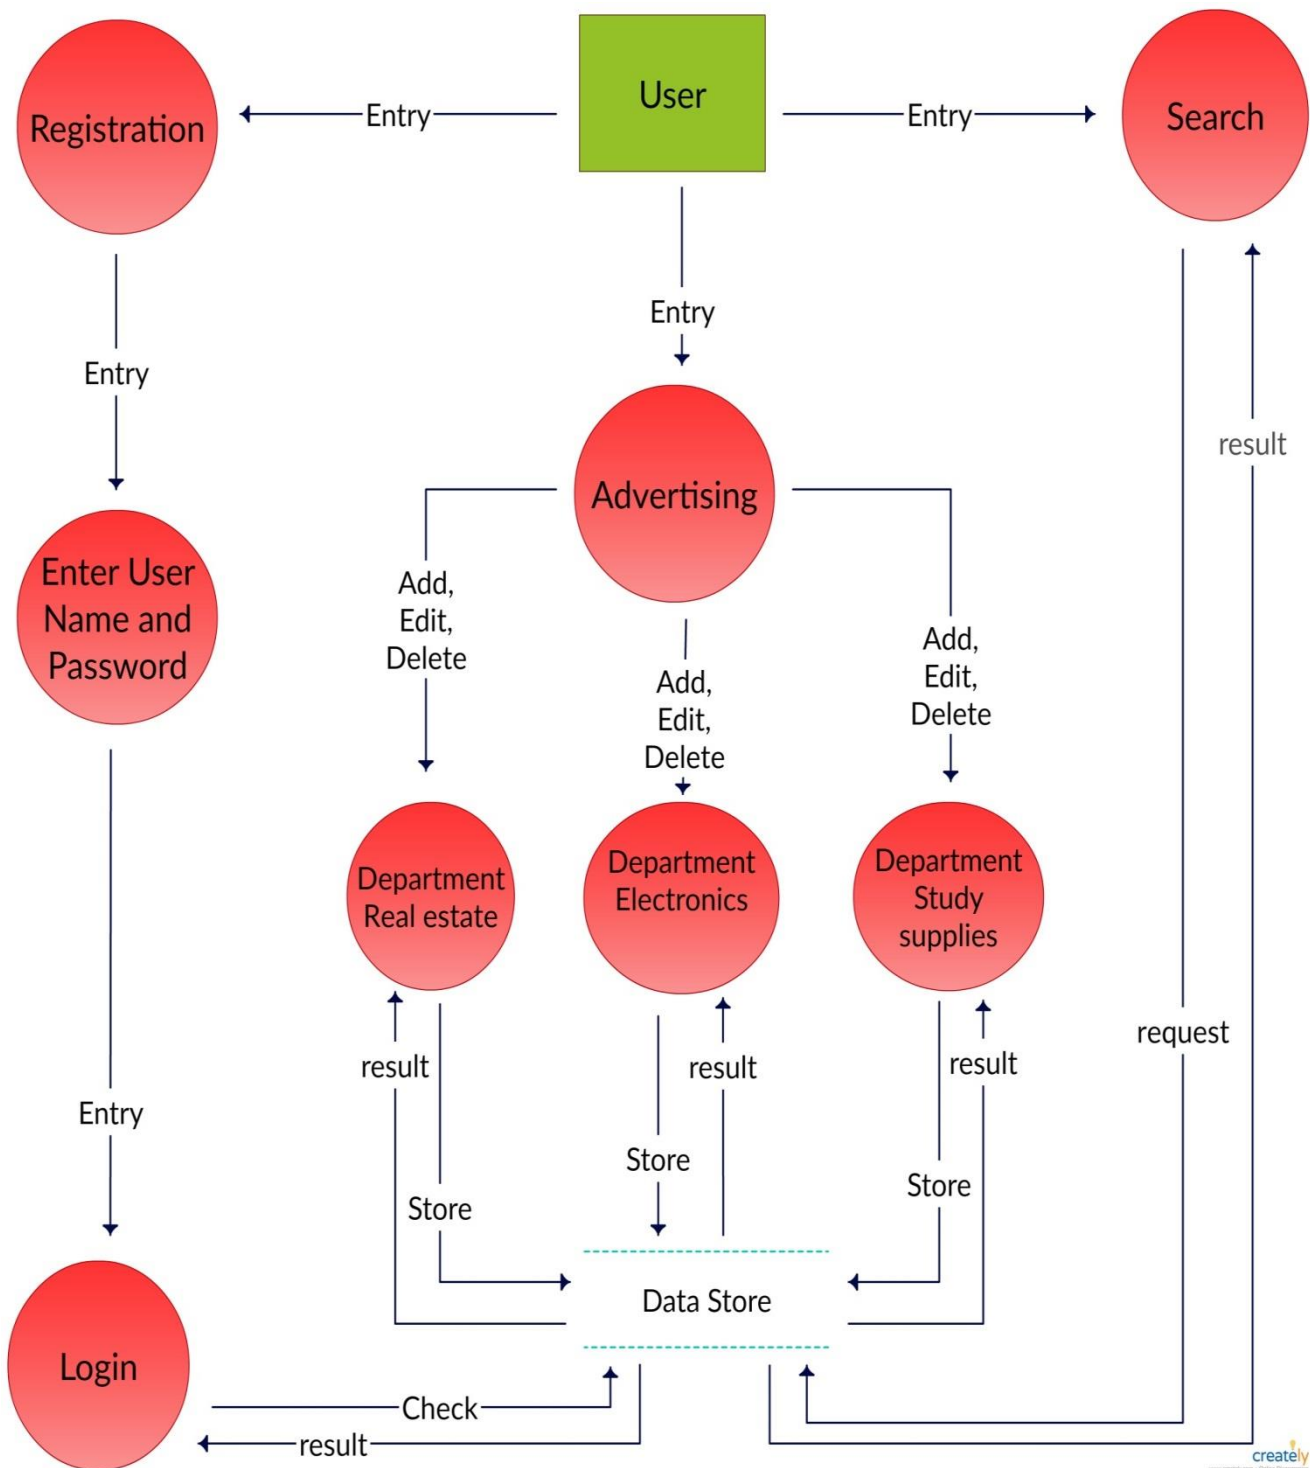 User
Registration
Search
Entry
Entry
Entry
Entry
result
Advertising
Enter User
Name and
Password
Add,
Edit,
Delete
Add,
Edit,
Delete
Add,
Edit,
Delete
Department
Real estate
Department
Electronics
Department
Study
supplies
request
result
result
result
Entry
Store
Store
Store
Data Store
Login
Check
result
creately